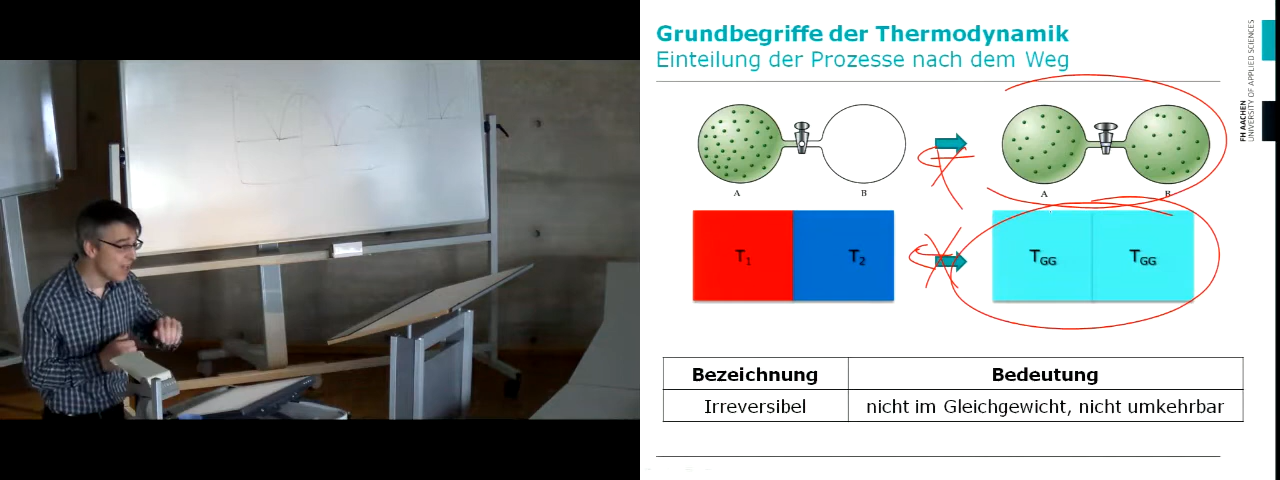 Grundbegriffe der Thermodynamik
Einteilung der Prozesse nach dem Weg
FH AACHEN
UNIVERSITY OF APPLIED SCIENCES
A
B
A
B
T1
T2
TGG
TGG
Bezeichnung
Bedeutung
Irreversibel
nicht im Gleichgewicht, nicht umkehrbar